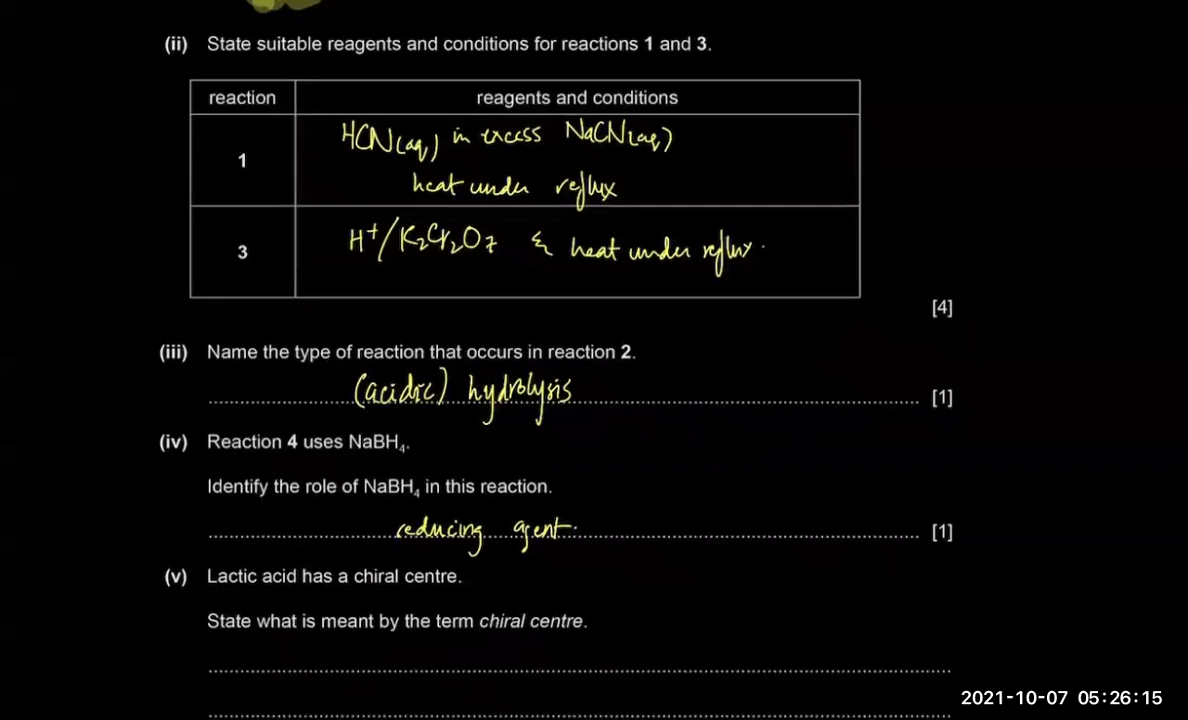 (ii) State suitable reagents and conditions for reactions 1 and 3.
reaction reagents and conditions
HCN(aq) in excess NaCN(aq)
1
heat under reflux
H⁺/K₂Cr₂O₇ & heat under reflux.
3
[4]
(iii) Name the type of reaction that occurs in reaction 2.
(acidic) hydrolysis [1]
(iv) Reaction 4 uses NaBH₄.
Identify the role of NaBH₄ in this reaction.
reducing agent. [1]
(v) Lactic acid has a chiral centre.
State what is meant by the term chiral centre.
2021-10-07 05:26:15